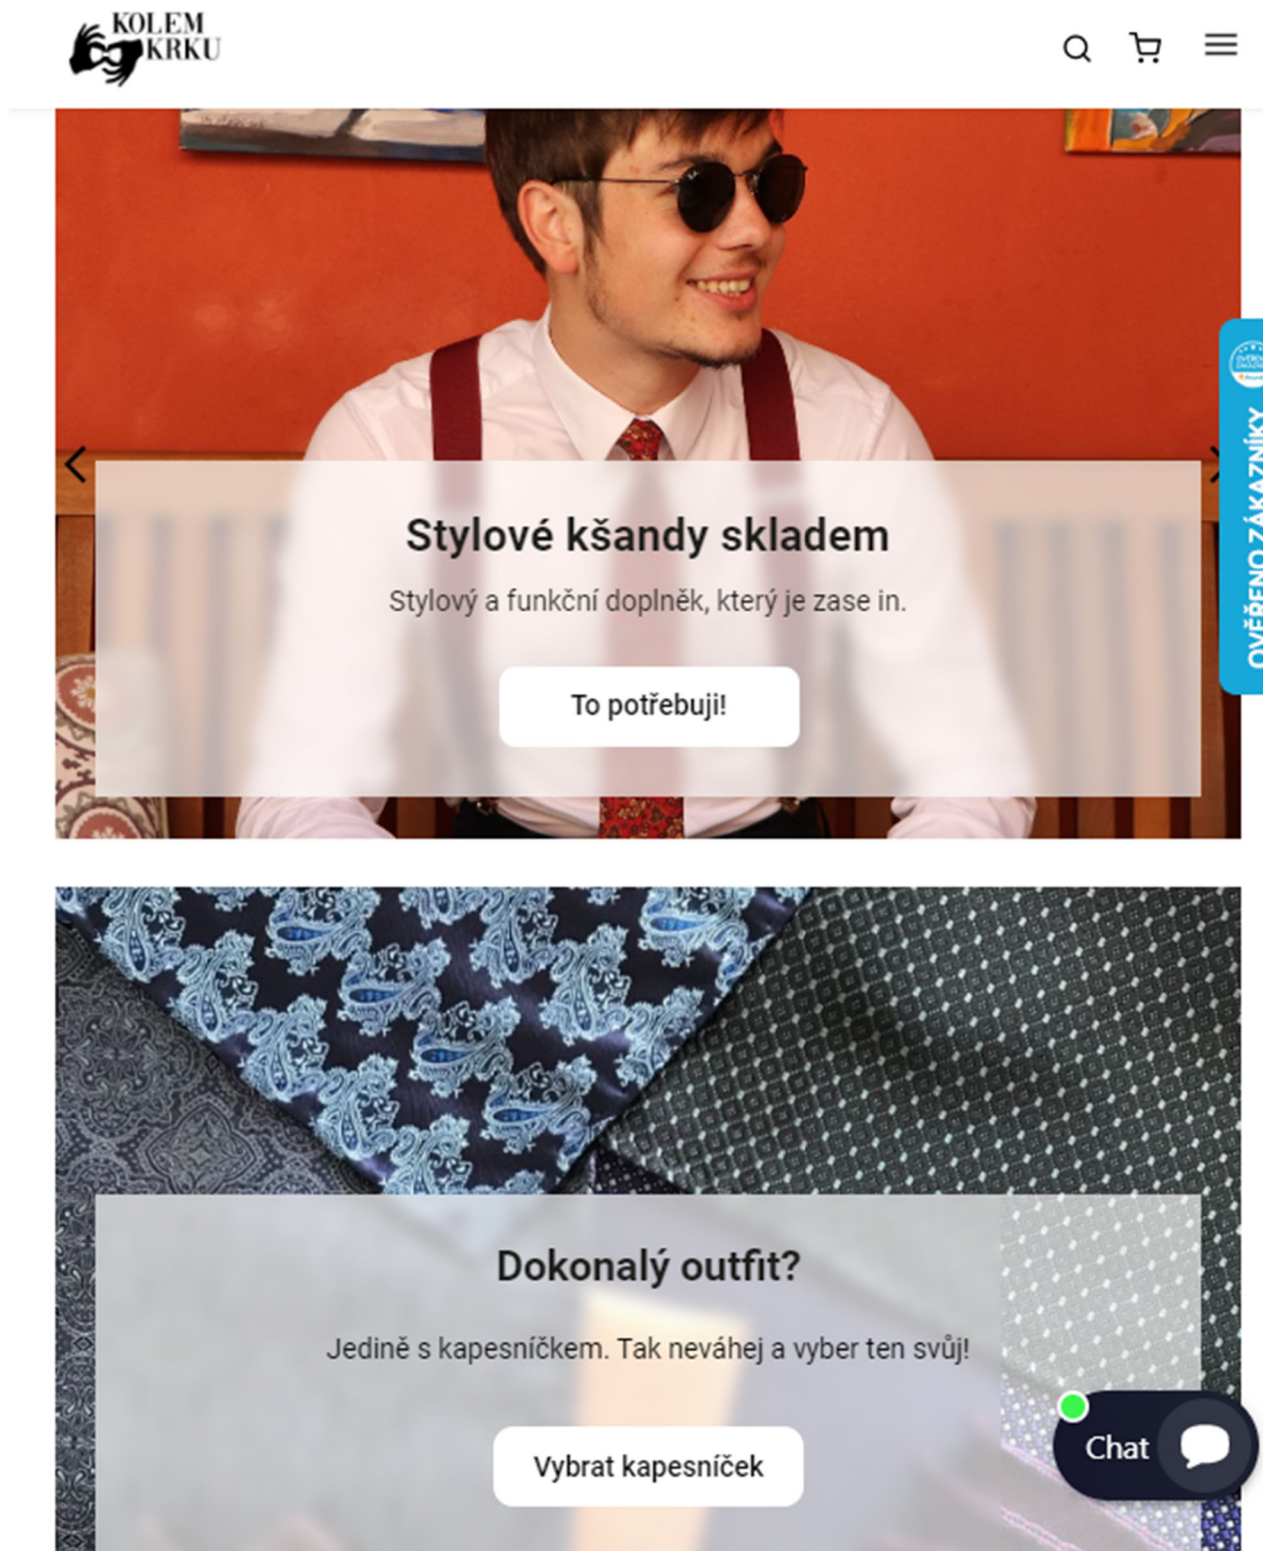 KOLEM
KRKU
Stylové kšandy skladem
Stylový a funkční doplněk, který je zase in.
To potřebuji!
OVĚŘENO ZÁKAZNÍKY
Dokonalý outfit?
Jedině s kapesníčkem. Tak neváhej a vyber ten svůj!
Chat
Vybrat kapesníček